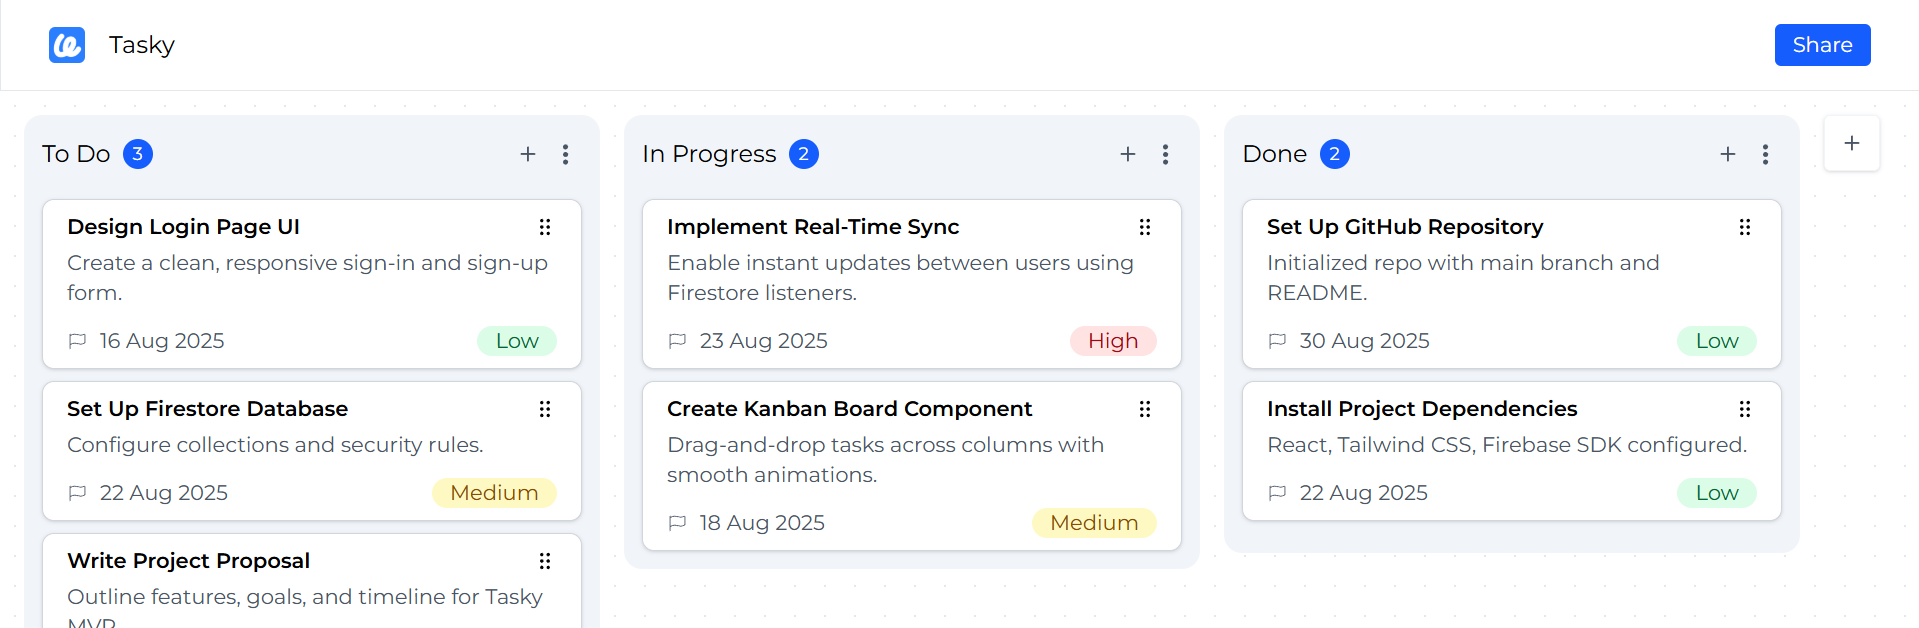 Tasky
Share
To Do 3
Design Login Page UI
Create a clean, responsive sign-in and sign-up
form.
16 Aug 2025
Low
Set Up Firestore Database
Configure collections and security rules.
22 Aug 2025
Medium
Write Project Proposal
Outline features, goals, and timeline for Tasky
MVP.
In Progress 2
Implement Real-Time Sync
Enable instant updates between users using
Firestore listeners.
23 Aug 2025
High
Create Kanban Board Component
Drag-and-drop tasks across columns with
smooth animations.
18 Aug 2025
Medium
Done 2
Set Up GitHub Repository
Initialized repo with main branch and
README.
30 Aug 2025
Low
Install Project Dependencies
React, Tailwind CSS, Firebase SDK configured.
22 Aug 2025
Low